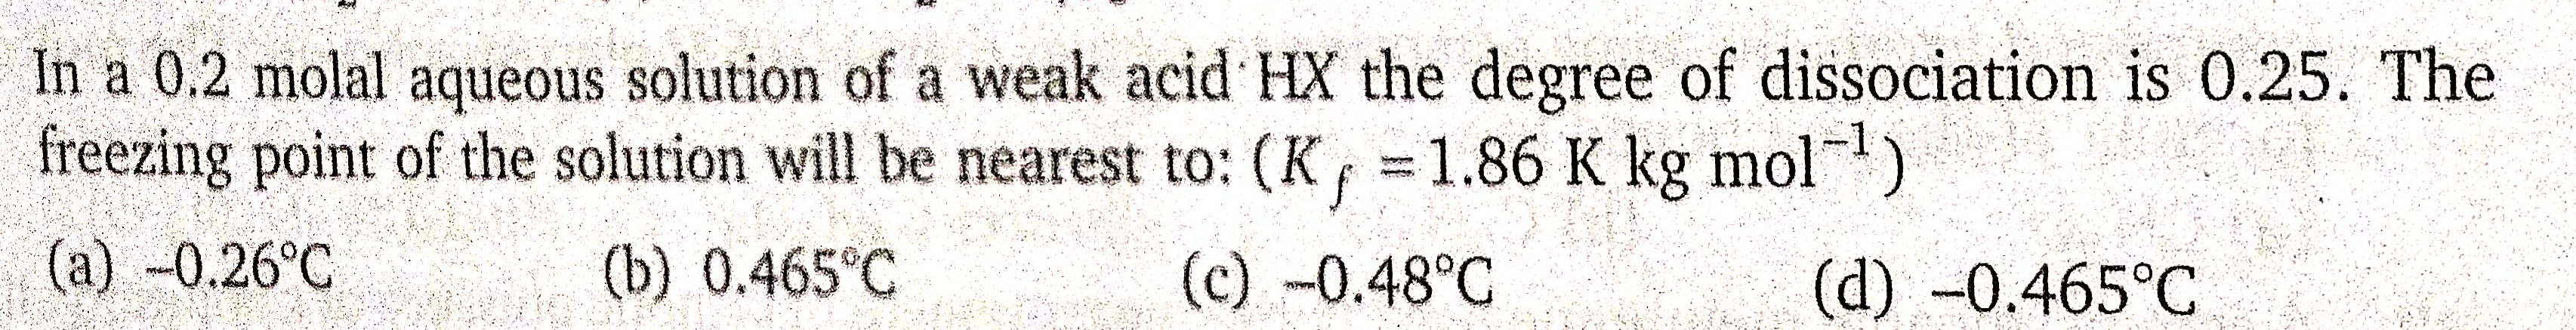 In a 0.2 molal aqueous solution of a weak acid HX the degree of dissociation is 0.25. The
freezing point of the solution will be nearest to: (K_f = 1.86 K kg mol⁻¹)
(a) –0.26°C (b) 0.465°C (c) –0.48°C (d) –0.465°C